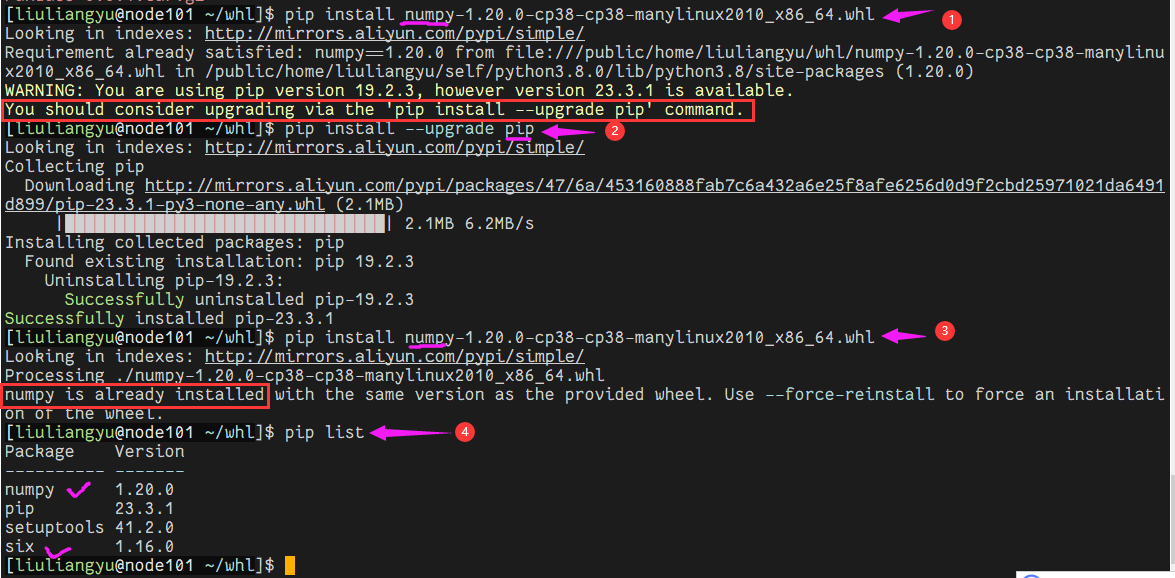 [liuliangyu@node101 ~/whl]$ pip install numpy-1.20.0-cp38-cp38-manylinux2010_x86_64.whl 1
Looking in indexes: http://mirrors.aliyun.com/pypi/simple/
Requirement already satisfied: numpy==1.20.0 from file:///public/home/liuliangyu/whl/numpy-1.20.0-cp38-cp38-manylinu
x2010_x86_64.whl in /public/home/liuliangyu/self/python3.8.0/lib/python3.8/site-packages (1.20.0)
WARNING: You are using pip version 19.2.3, however version 23.3.1 is available.
You should consider upgrading via the 'pip install --upgrade pip' command.
[liuliangyu@node101 ~/whl]$ pip install --upgrade pip 2
Looking in indexes: http://mirrors.aliyun.com/pypi/simple/
Collecting pip
Downloading http://mirrors.aliyun.com/pypi/packages/47/6a/453160888fab7c6a432a6e25f8afe6256d0d9f2cbd25971021da6491
d899/pip-23.3.1-py3-none-any.whl (2.1MB)
| | 2.1MB 6.2MB/s
Installing collected packages: pip
Found existing installation: pip 19.2.3
Uninstalling pip-19.2.3:
Successfully uninstalled pip-19.2.3
Successfully installed pip-23.3.1
[liuliangyu@node101 ~/whl]$ pip install numpy-1.20.0-cp38-cp38-manylinux2010_x86_64.whl 3
Looking in indexes: http://mirrors.aliyun.com/pypi/simple/
Processing ./numpy-1.20.0-cp38-cp38-manylinux2010_x86_64.whl
numpy is already installed with the same version as the provided wheel. Use --force-reinstall to force an installati
on of the wheel.
[liuliangyu@node101 ~/whl]$ pip list 4
Package Version
---------- -------
numpy 1.20.0
pip 23.3.1
setuptools 41.2.0
six 1.16.0
[liuliangyu@node101 ~/whl]$